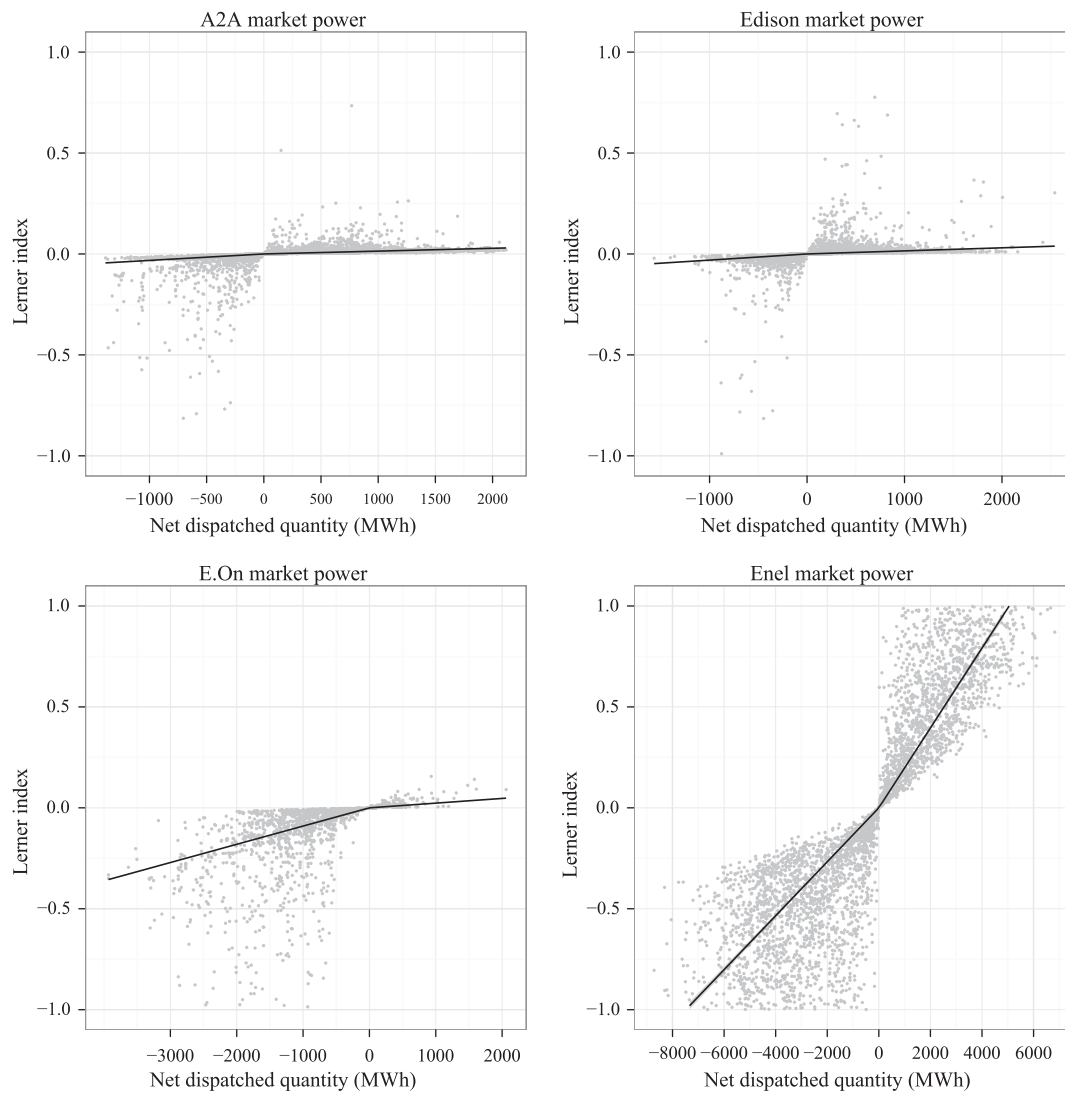 A2A market power
1.0
0.5
0.0
−0.5
−1.0
Lerner index
−1000 −500 0 500 1000 1500 2000
Net dispatched quantity (MWh)
Edison market power
1.0
0.5
0.0
−0.5
−1.0
Lerner index
−1000 0 1000 2000
Net dispatched quantity (MWh)
E.On market power
1.0
0.5
0.0
−0.5
−1.0
Lerner index
−3000 −2000 −1000 0 1000 2000
Net dispatched quantity (MWh)
Enel market power
1.0
0.5
0.0
−0.5
−1.0
Lerner index
−8000 −6000 −4000 −2000 0 2000 4000 6000
Net dispatched quantity (MWh)